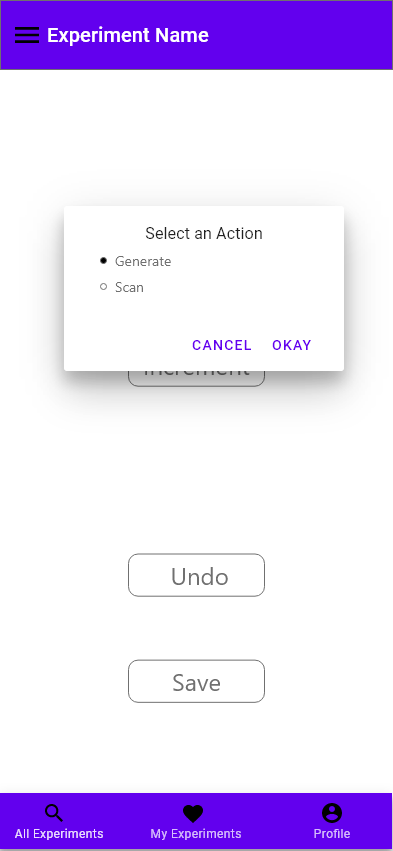 Experiment Name
Select an Action
Generate
Scan
CANCEL OKAY
Increment
Undo
Save
All Experiments My Experiments Profile